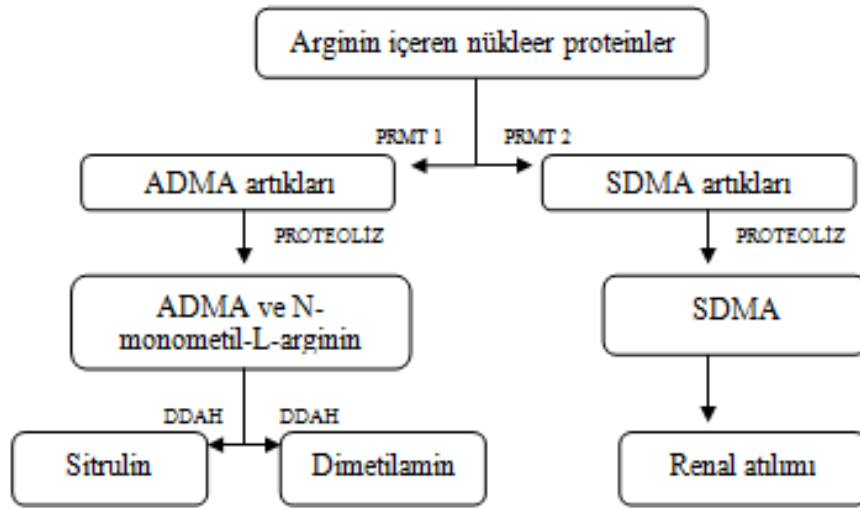 Arginin içeren nükleer proteinler
PRMT 1
PRMT 2
ADMA artıkları
SDMA artıkları
PROTEOLİZ
PROTEOLİZ
ADMA ve N-
monometil-L-arginin
SDMA
DDAH
DDAH
Sitrulin
Dimetilamin
Renal atılımı